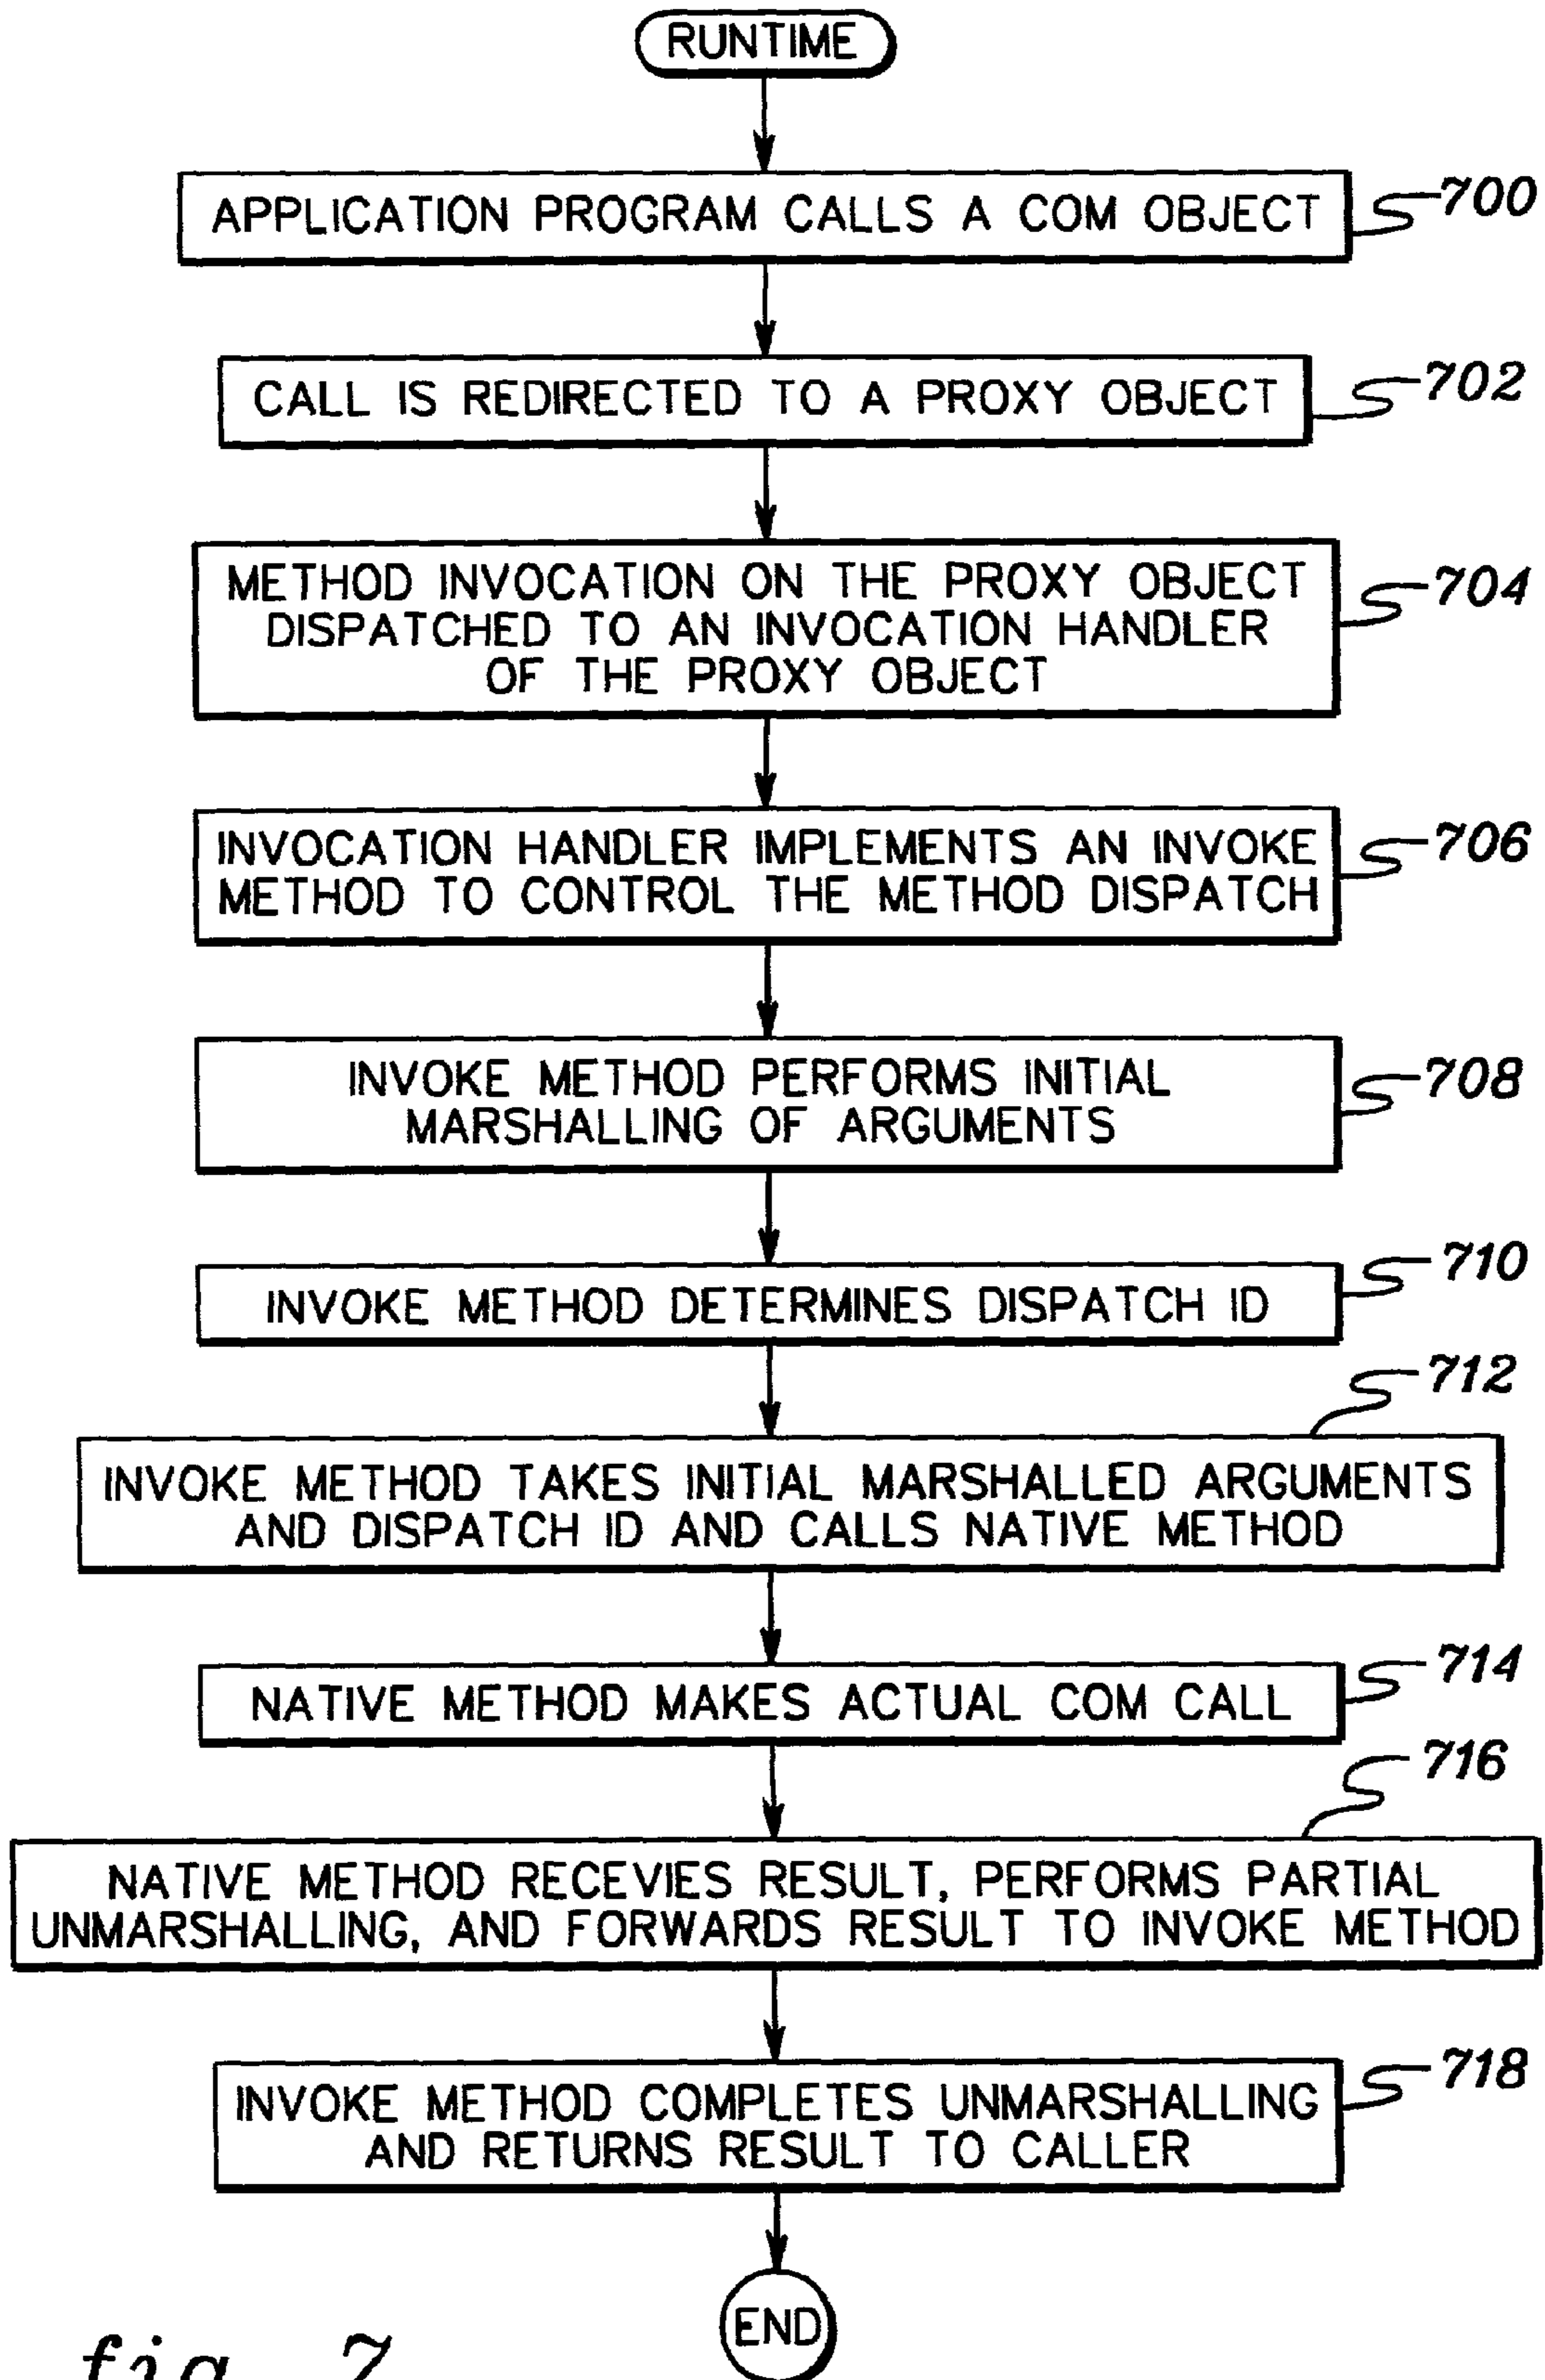 RUNTIME
APPLICATION PROGRAM CALLS A COM OBJECT
700
CALL IS REDIRECTED TO A PROXY OBJECT
702
METHOD INVOCATION ON THE PROXY OBJECT
DISPATCHED TO AN INVOCATION HANDLER
OF THE PROXY OBJECT
704
INVOCATION HANDLER IMPLEMENTS AN INVOKE
METHOD TO CONTROL THE METHOD DISPATCH
706
INVOKE METHOD PERFORMS INITIAL
MARSHALLING OF ARGUMENTS
708
INVOKE METHOD DETERMINES DISPATCH ID
710
712
INVOKE METHOD TAKES INITIAL MARSHALLED ARGUMENTS
AND DISPATCH ID AND CALLS NATIVE METHOD
NATIVE METHOD MAKES ACTUAL COM CALL
714
716
NATIVE METHOD RECEVIES RESULT, PERFORMS PARTIAL
UNMARSHALLING, AND FORWARDS RESULT TO INVOKE METHOD
INVOKE METHOD COMPLETES UNMARSHALLING
AND RETURNS RESULT TO CALLER
718
END
fig. 7